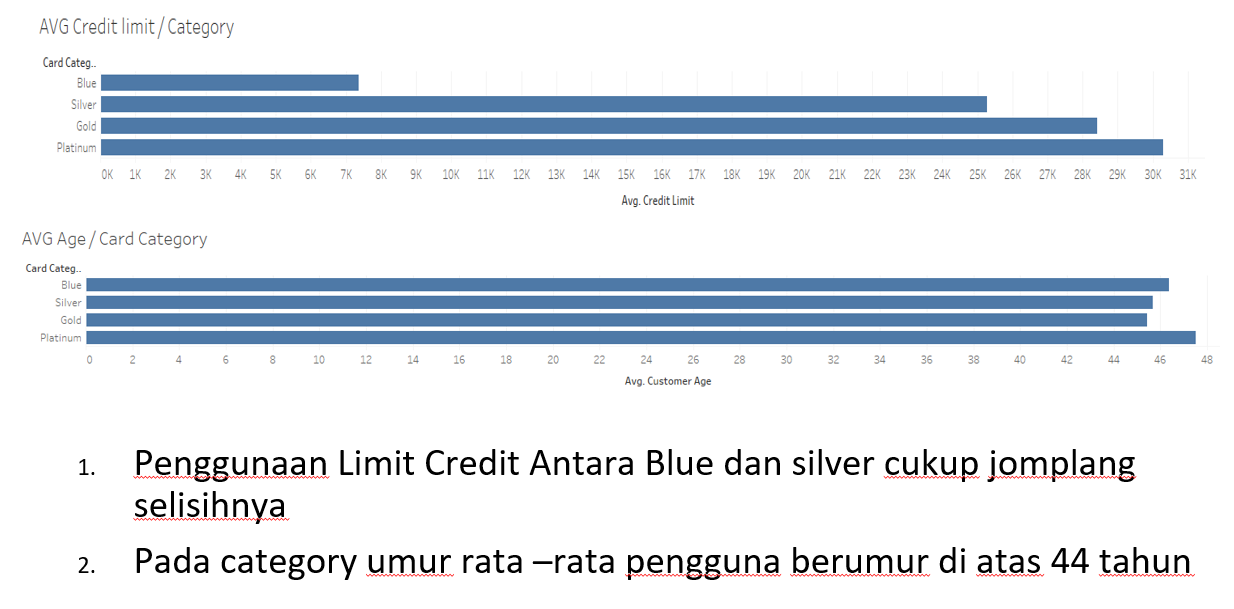 AVG Credit limit / Category
Card Categ..
Blue
Silver
Gold
Platinum
0K 1K 2K 3K 4K 5K 6K 7K 8K 9K 10K 11K 12K 13K 14K 15K 16K 17K 18K 19K 20K 21K 22K 23K 24K 25K 26K 27K 28K 29K 30K 31K
Avg. Credit Limit
AVG Age / Card Category
Card Categ..
Blue
Silver
Gold
Platinum
0 2 4 6 8 10 12 14 16 18 20 22 24 26 28 30 32 34 36 38 40 42 44 46 48
Avg. Customer Age
1. Penggunaan Limit Credit Antara Blue dan silver cukup jomplang
selisihnya
2. Pada category umur rata –rata pengguna berumur di atas 44 tahun